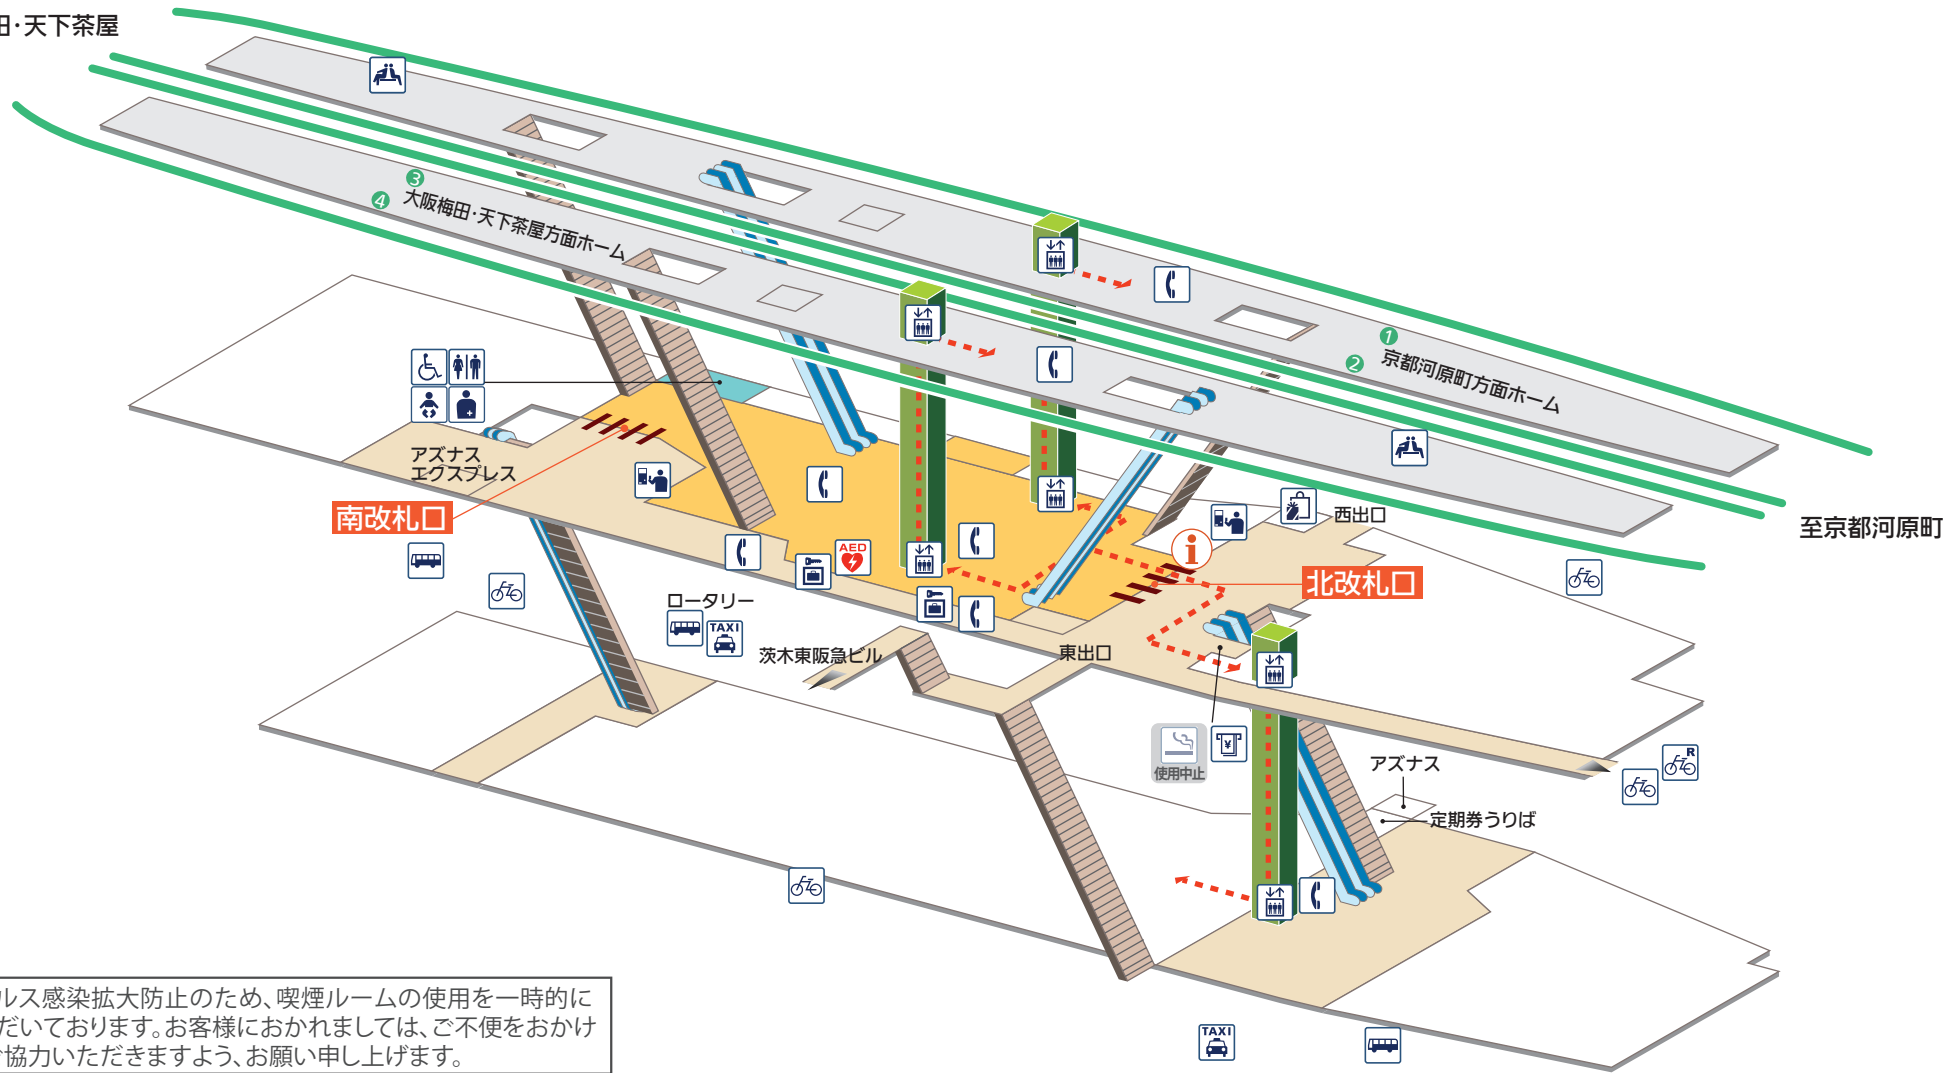 田・天下茶屋
3
4
大阪梅田・天下茶屋方面ホーム
1
2
京都河原町方面ホーム
至京都河原町
アズナス
エクスプレス
南改札口
西出口
AED
i
北改札口
ロータリー
TAXI
茨木東阪急ビル
東出口
使用中止
¥
アズナス
定期券うりば
R
TAXI
ルス感染拡大防止のため、喫煙ルームの使用を一時的に
だいております。お客様におかれましては、ご不便をおかけ
協力いただきますよう、お願い申し上げます。